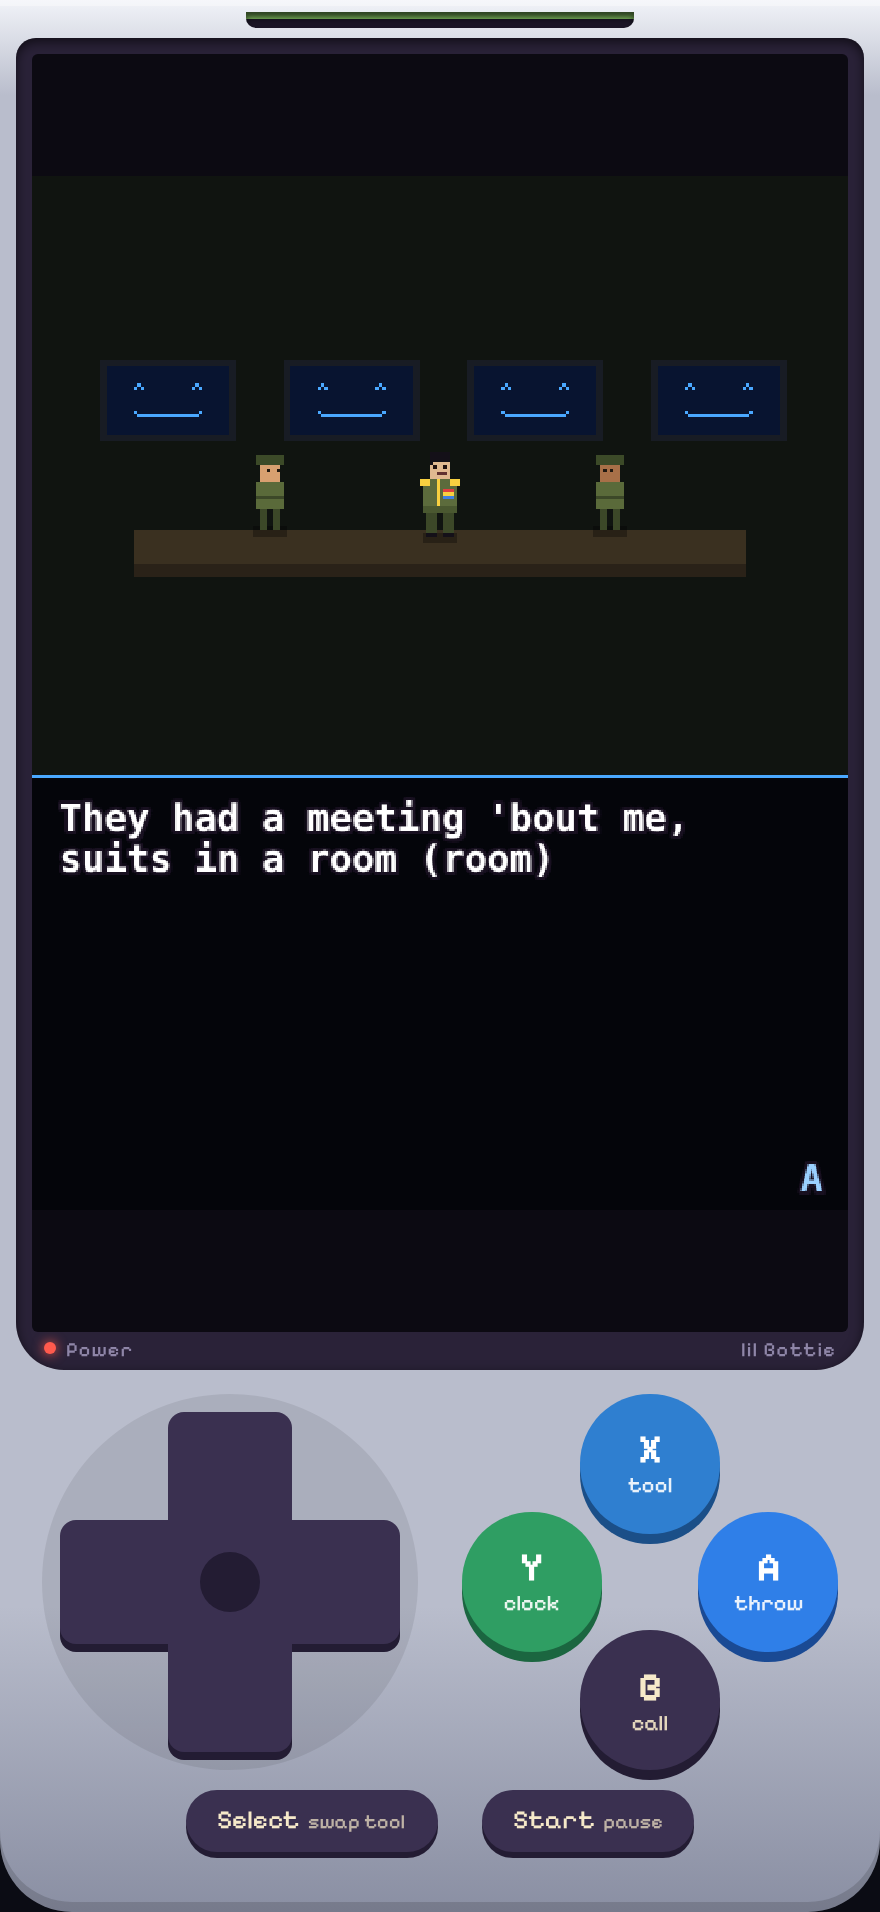 They had a meeting 'bout me,
suits in a room (room)
A
Power
lil Bottie
X
tool
Y
clock
A
throw
B
call
Select swap tool
Start pause